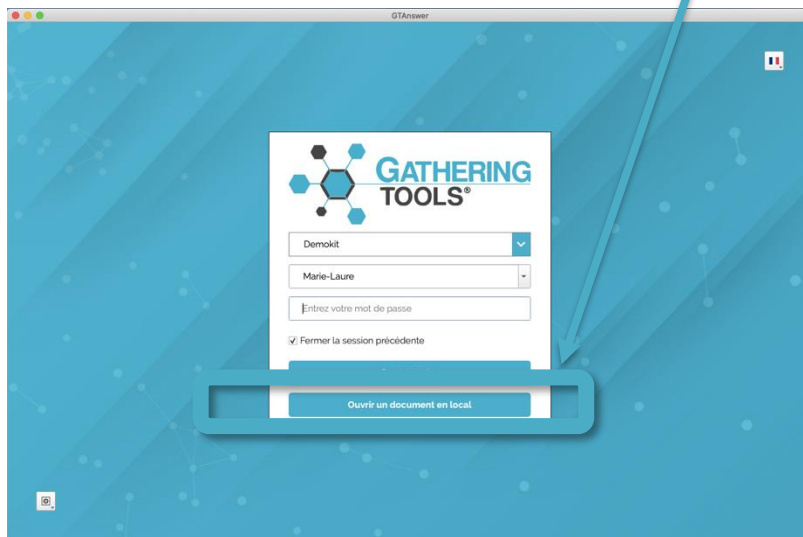 GTAnswer
GATHERING
TOOLS®
Demokit
Marie-Laure
Entrez votre mot de passe
Fermer la session précédente
Ouvrir un document en local